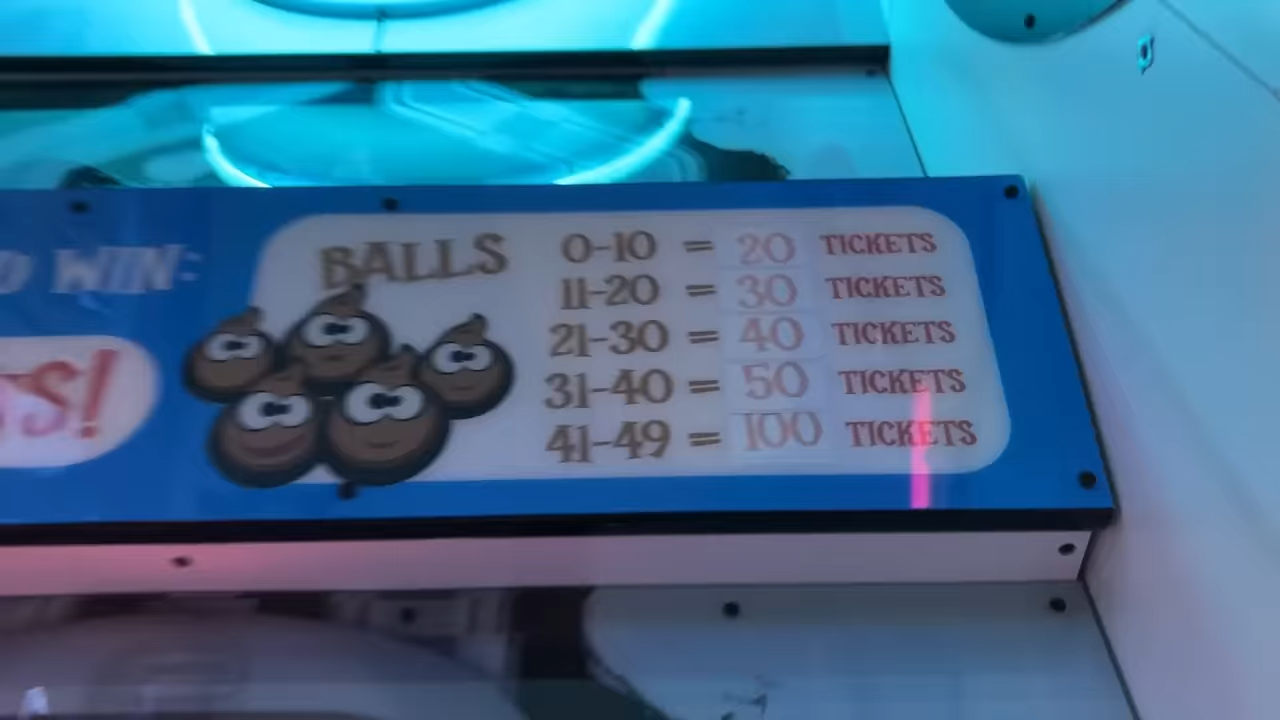 WIN:
BALLS
0-10 = 20 TICKETS
11-20 = 30 TICKETS
21-30 = 40 TICKETS
31-40 = 50 TICKETS
41-49 = 100 TICKETS